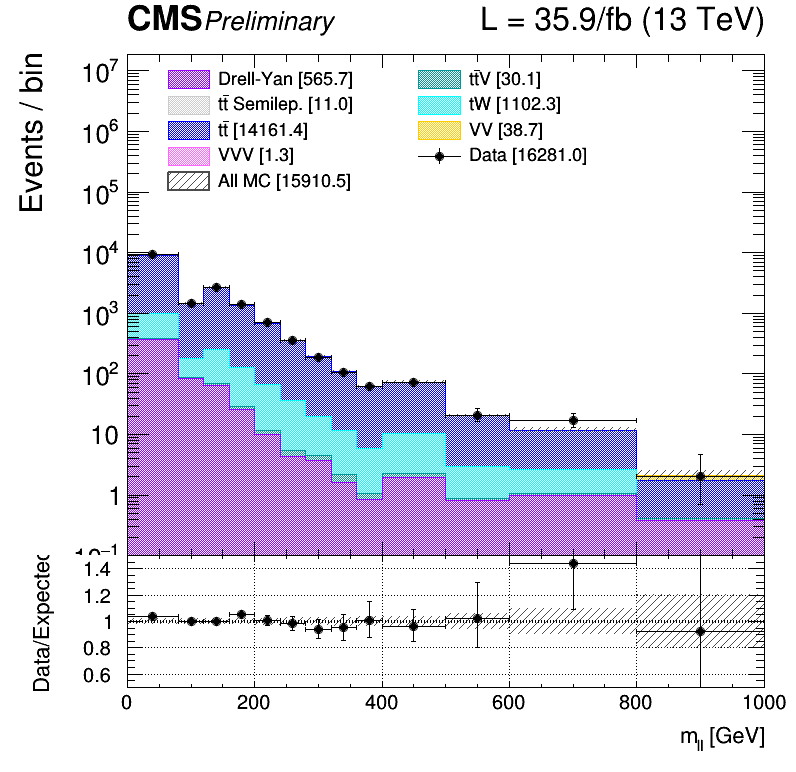 CMS Preliminary L = 35.9/fb (13 TeV)
Events / bin
Drell-Yan [565.7]
tt̄ Semilep. [11.0]
tt̄ [14161.4]
VVV [1.3]
All MC [15910.5]
tt̄V [30.1]
tW [1102.3]
VV [38.7]
Data [16281.0]
10⁷
10⁶
10⁵
10⁴
10³
10²
10
1
10⁻¹
Data/Expected
1.4
1.2
1
0.8
0.6
0 200 400 600 800 1000
m_ll [GeV]